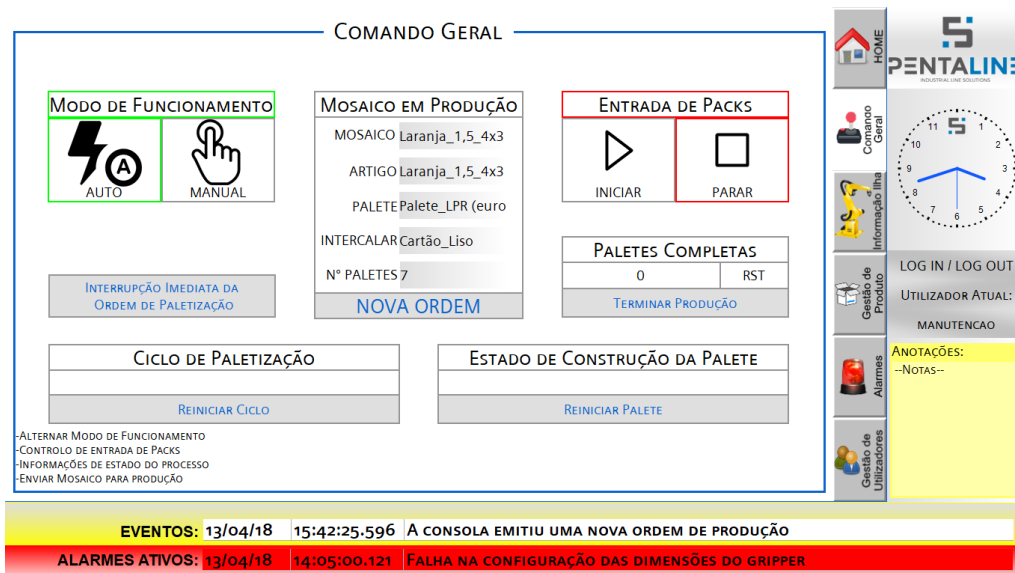 Comando Geral
Modo de Funcionamento
AUTO
MANUAL
Interrupção Imediata da
Ordem de Paletização
Mosaico em Produção
MOSAICO Laranja_1,5_4x3
ARTIGO Laranja_1,5_4x3
PALETE Palete_LPR (euro
INTERCALAR Cartão_Liso
Nº PALETES 7
NOVA ORDEM
Entrada de Packs
INICIAR
PARAR
Paletes Completas
0 RST
Terminar Produção
Ciclo de Paletização
Reiniciar Ciclo
Estado de Construção da Palete
Reiniciar Palete
-Alternar Modo de Funcionamento
-Controlo de entrada de Packs
-Informações de estado do processo
-Enviar Mosaico para produção
HOME
Comando
Geral
Informação Ilha
Gestão de
Produto
Alarmes
Gestão de
Utilizadores
PENTALINE
INDUSTRIAL LINE SOLUTIONS
11 1
10 2
9 3
8 4
7 6 5
LOG IN / LOG OUT
Utilizador Atual:
MANUTENCAO
Anotações:
--Notas--
EVENTOS: 13/04/18 15:42:25.596 A consola emitiu uma nova ordem de produção
ALARMES ATIVOS: 13/04/18 14:05:00.121 Falha na configuração das dimensões do gripper